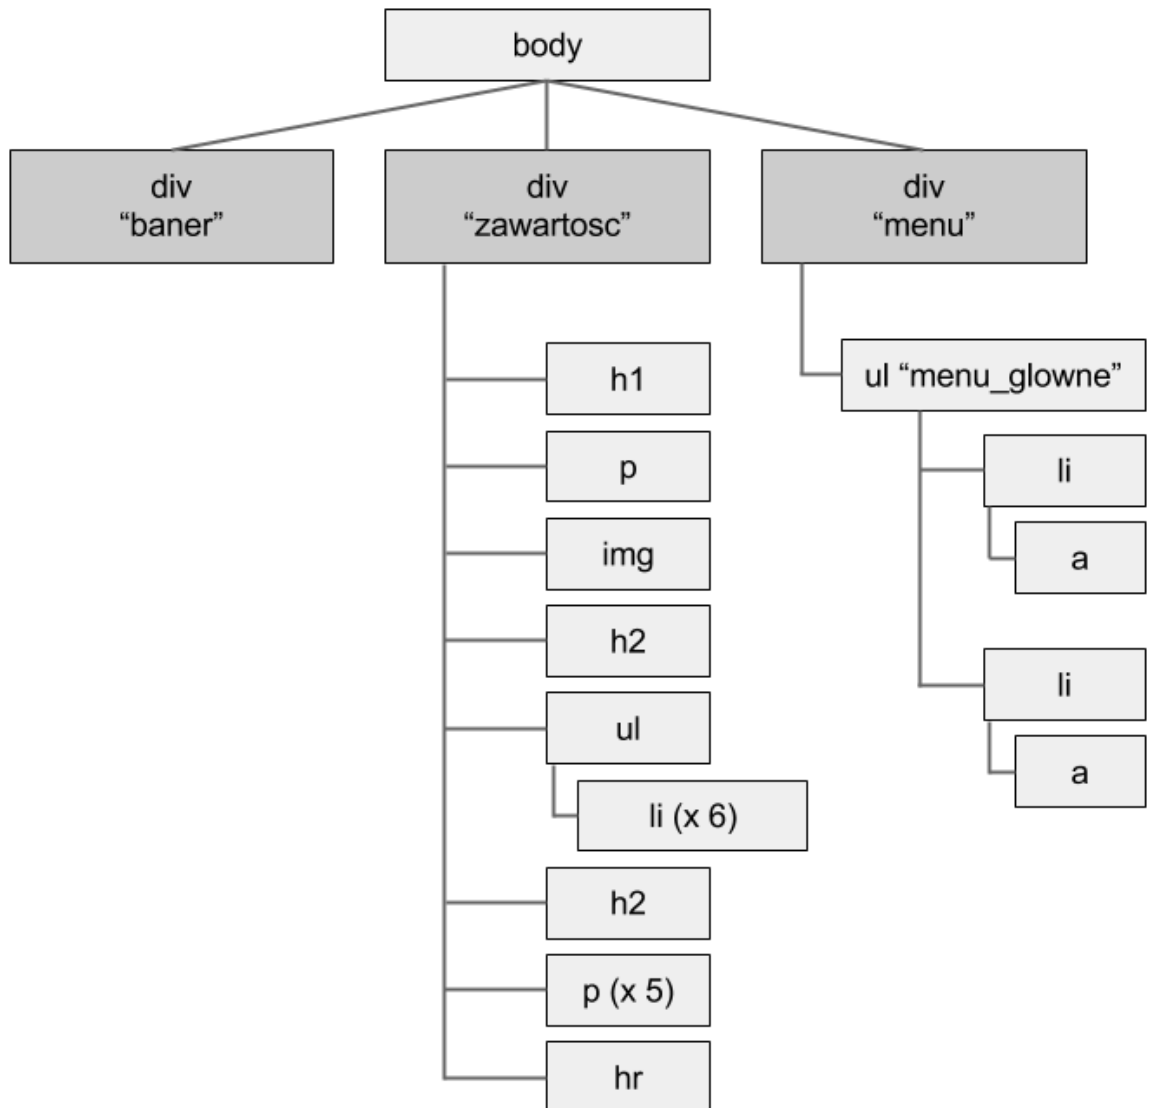 body
div
“baner”
div
“zawartosc”
div
“menu”
h1
p
img
h2
ul
li (x 6)
h2
p (x 5)
hr
ul “menu_glowne”
li
a
li
a